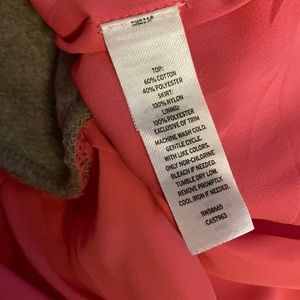 TOP:
60% COTTON
40% POLYESTER
SKIRT:
100% NYLON
LINING:
100% POLYESTER
EXCLUSIVE OF TRIM
MACHINE WASH COLD.
GENTLE CYCLE.
WITH LIKE COLORS.
ONLY NON-CHLORINE
BLEACH IF NEEDED.
TUMBLE DRY LOW.
REMOVE PROMPTLY.
COOL IRON IF NEEDED.
RN58665
CA57963